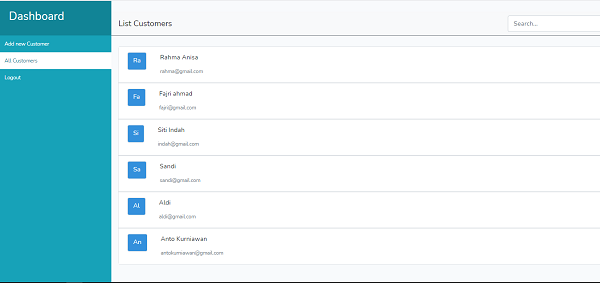 Dashboard
Add new Customer
All Customers
Logout
List Customers
Search...
Ra
Rahma Anisa
rahma@gmail.com
Fa
Fajri ahmad
fajri@gmail.com
Si
Siti Indah
indah@gmail.com
Sa
Sandi
sandi@gmail.com
Al
Aldi
aldi@gmail.com
An
Anto Kurniawan
antokurniawan@gmail.com